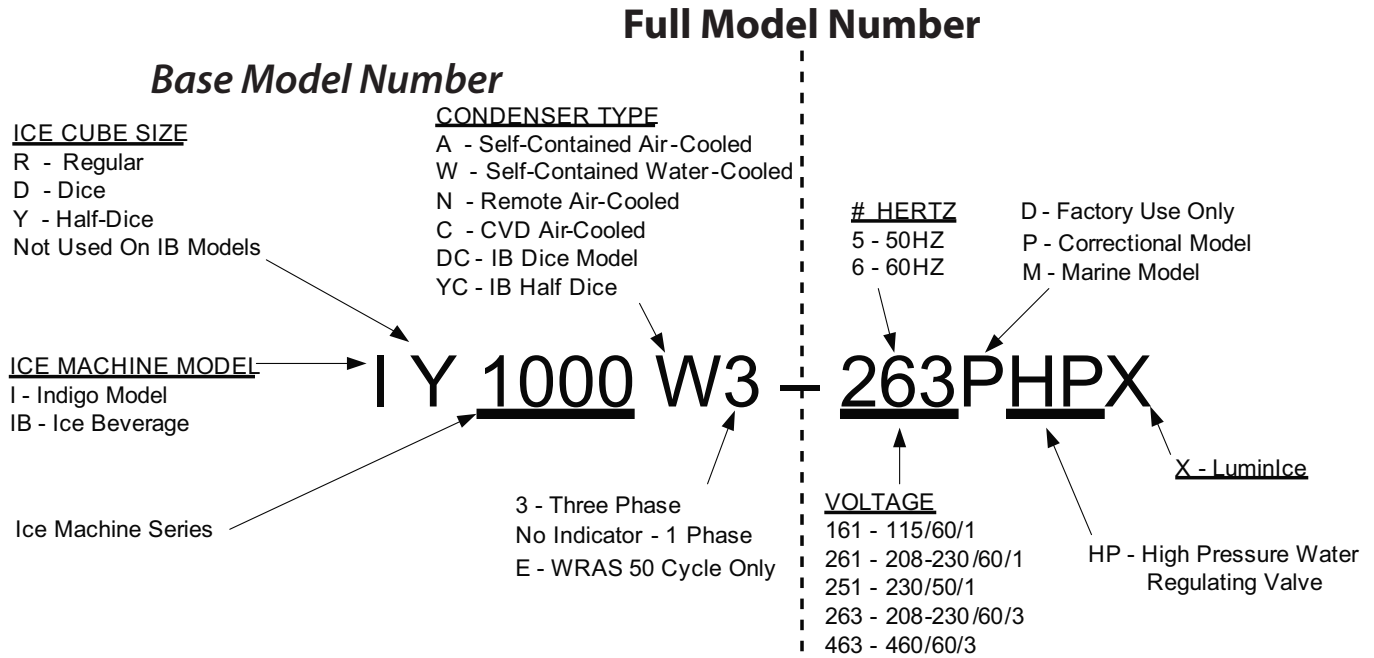 Full Model Number
Base Model Number
ICE CUBE SIZE
R - Regular
D - Dice
Y - Half-Dice
Not Used On IB Models
CONDENSER TYPE
A - Self-Contained Air-Cooled
W - Self-Contained Water-Cooled
N - Remote Air-Cooled
C - CVD Air-Cooled
DC - IB Dice Model
YC - IB Half Dice
# HERTZ
5 - 50HZ
6 - 60HZ
D - Factory Use Only
P - Correctional Model
M - Marine Model
ICE MACHINE MODEL
I - Indigo Model
IB - Ice Beverage
I Y 1000 W3 – 263PHPX
Ice Machine Series
3 - Three Phase
No Indicator - 1 Phase
E - WRAS 50 Cycle Only
VOLTAGE
161 - 115/60/1
261 - 208-230/60/1
251 - 230/50/1
263 - 208-230/60/3
463 - 460/60/3
HP - High Pressure Water
Regulating Valve
X - LuminIce